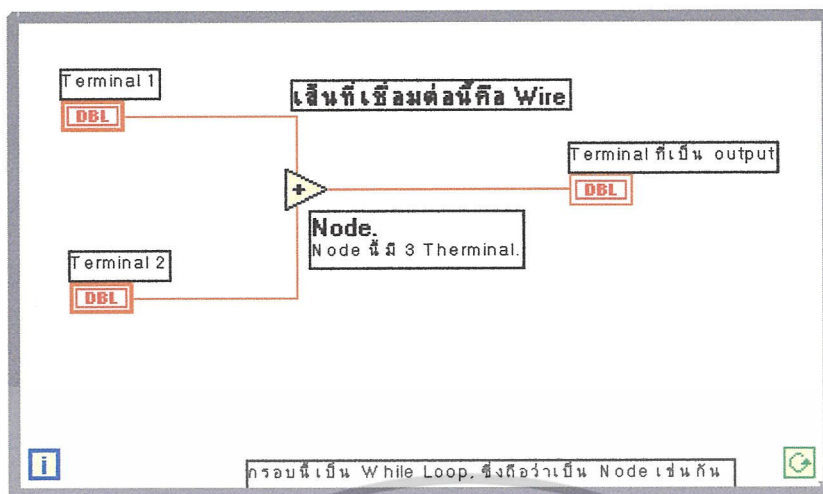 Terminal 1
DBL
เส้นที่เชื่อมต่อนี้คือ Wire
Terminal ที่เป็น output
DBL
+
Node.
Node นี้มี 3 Therminal.
Terminal 2
DBL
i
กรอบนี้เป็น While Loop, ซึ่งถือว่าเป็น Node เช่นกัน